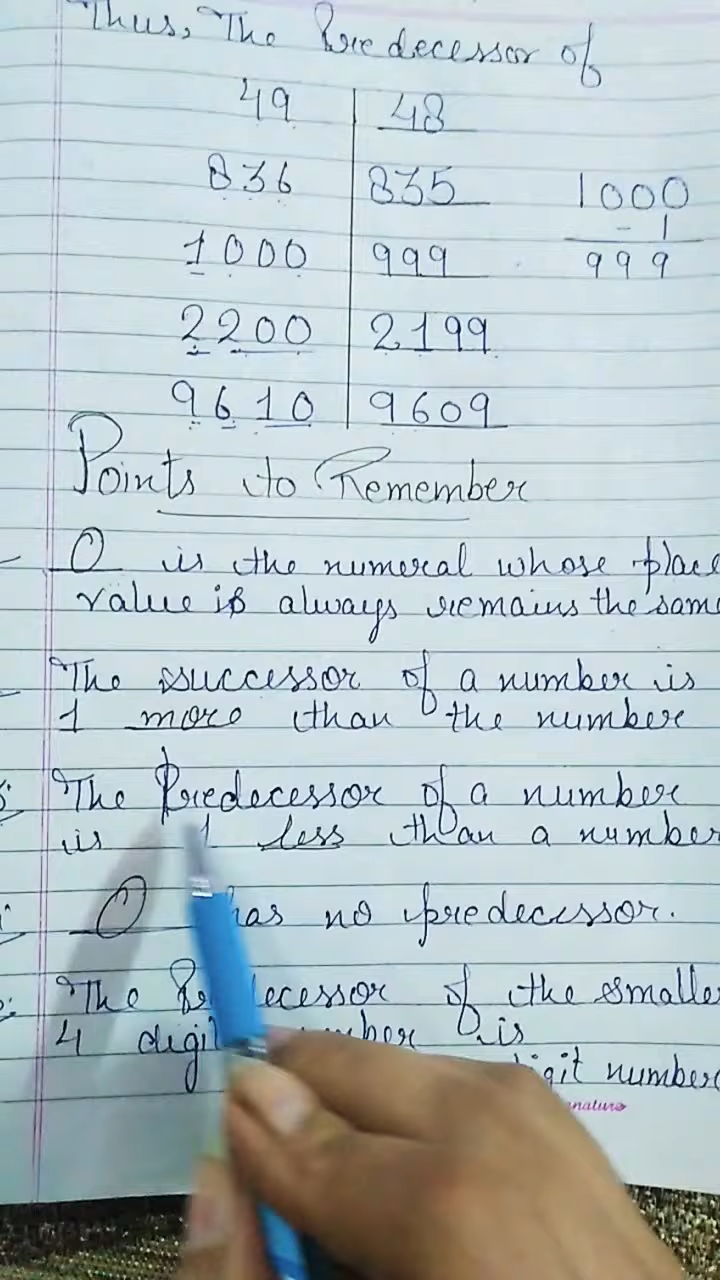 Thus, The Predecessor of
49 48
836 835 1000
- 1
1000 999 999
2200 2199
9610 9609
Points to Remember
0 is the numeral whose place
value is always remains the same
The successor of a number is
1 more than the number
The Predecessor of a number
is 1 less than a number
0 has no predecessor.
The of the smalle
4 is
digit number